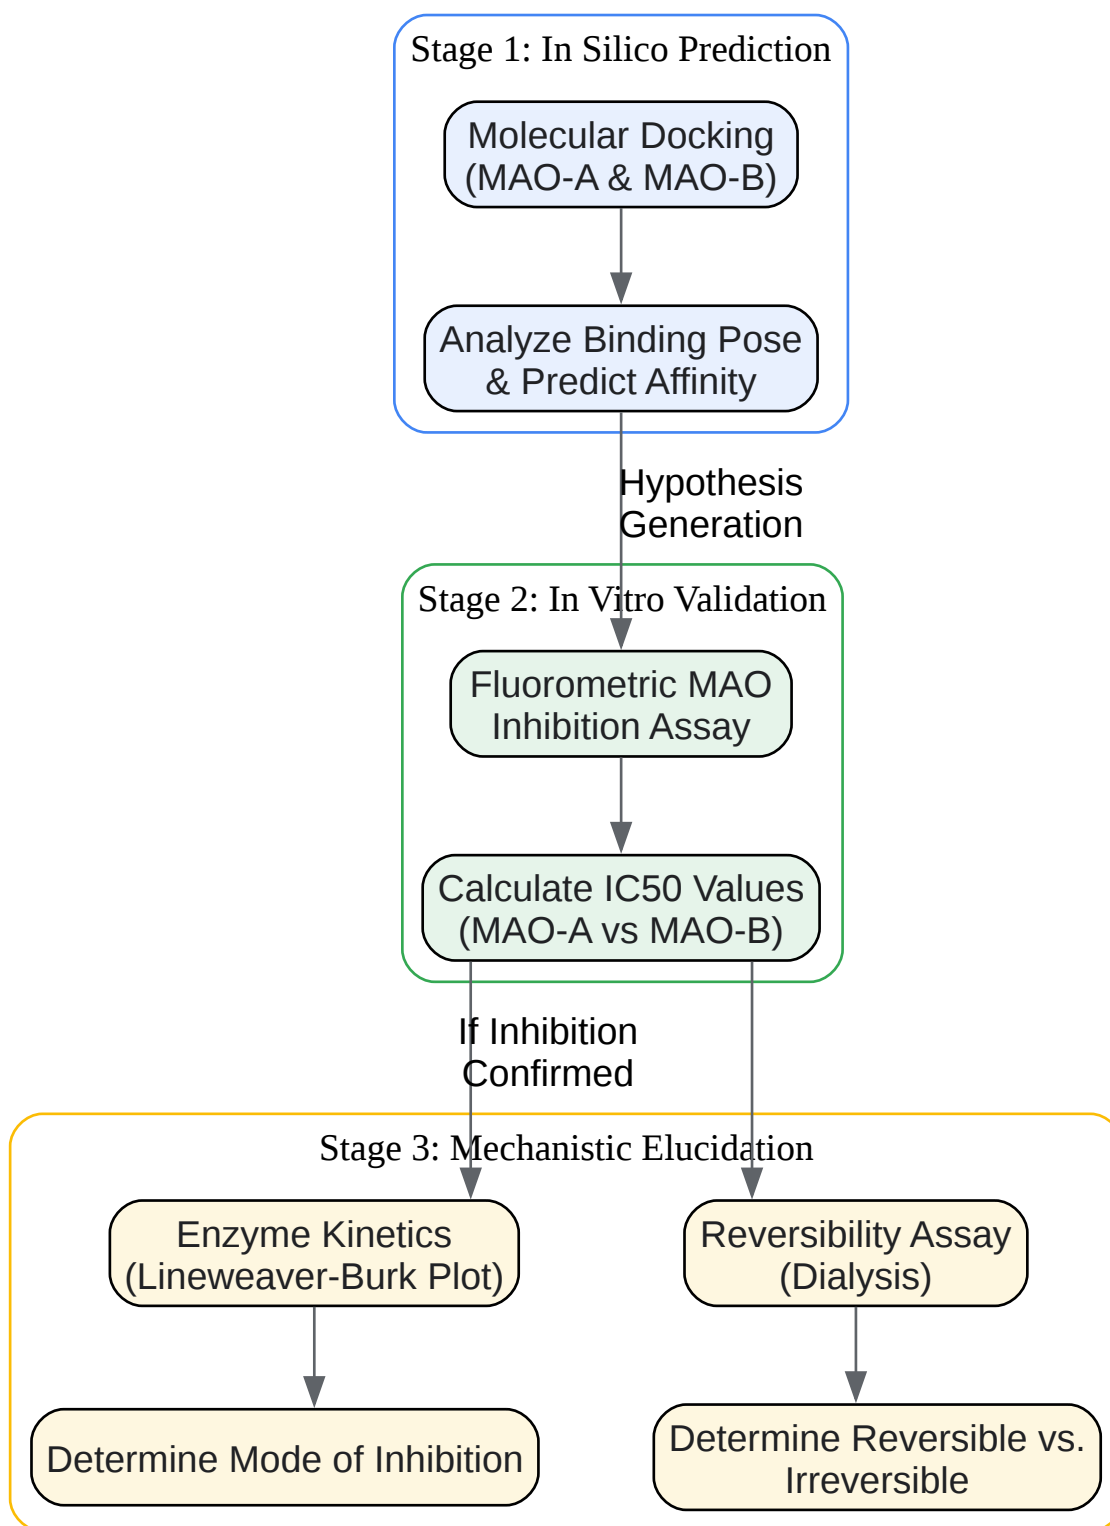 Stage 1: In Silico Prediction
Molecular Docking
(MAO-A & MAO-B)
Analyze Binding Pose
& Predict Affinity
Hypothesis
Generation
Stage 2: In Vitro Validation
Fluorometric MAO
Inhibition Assay
Calculate IC50 Values
(MAO-A vs MAO-B)
If Inhibition
Confirmed
Stage 3: Mechanistic Elucidation
Enzyme Kinetics
(Lineweaver-Burk Plot)
Reversibility Assay
(Dialysis)
Determine Mode of Inhibition
Determine Reversible vs.
Irreversible